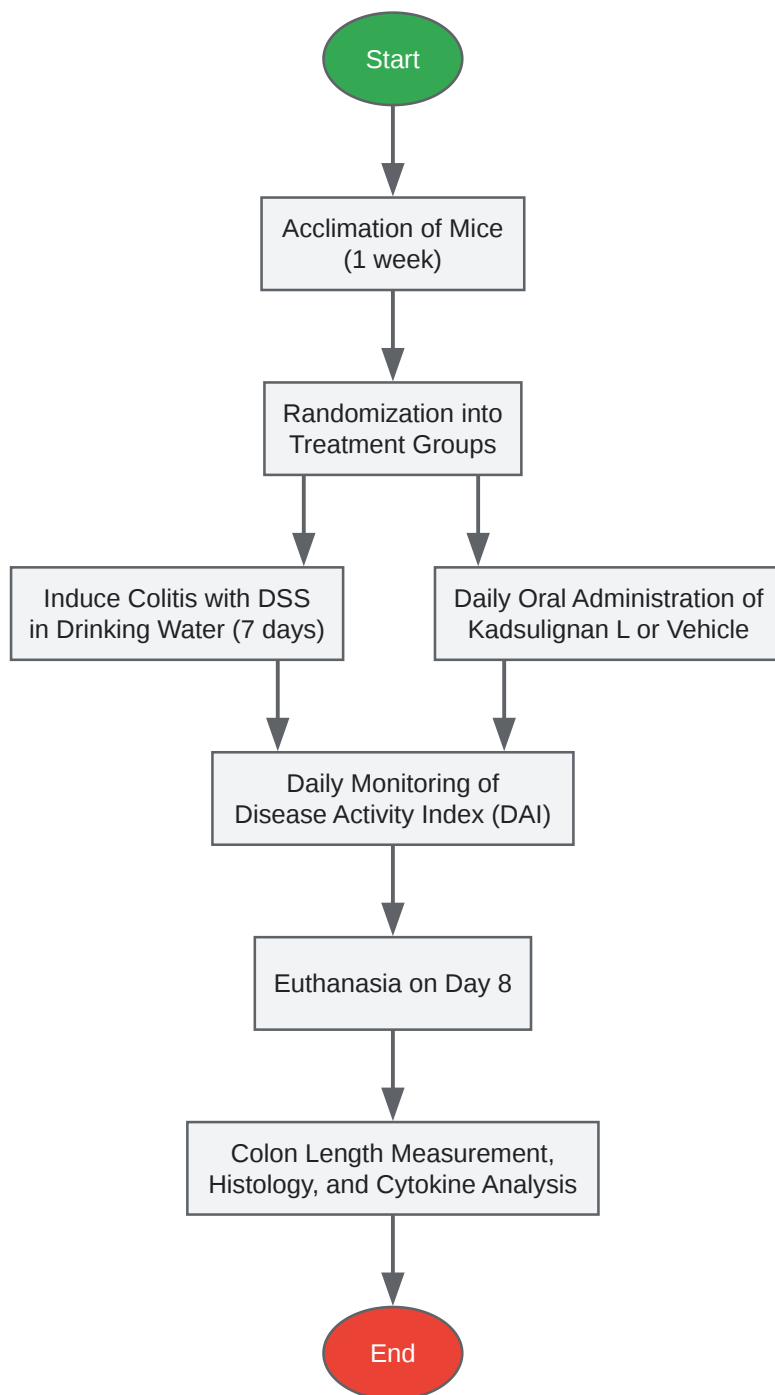 Start
Acclimation of Mice
(1 week)
Randomization into
Treatment Groups
Induce Colitis with DSS
in Drinking Water (7 days)
Daily Oral Administration of
Kadsulignan L or Vehicle
Daily Monitoring of
Disease Activity Index (DAI)
Euthanasia on Day 8
Colon Length Measurement,
Histology, and Cytokine Analysis
End